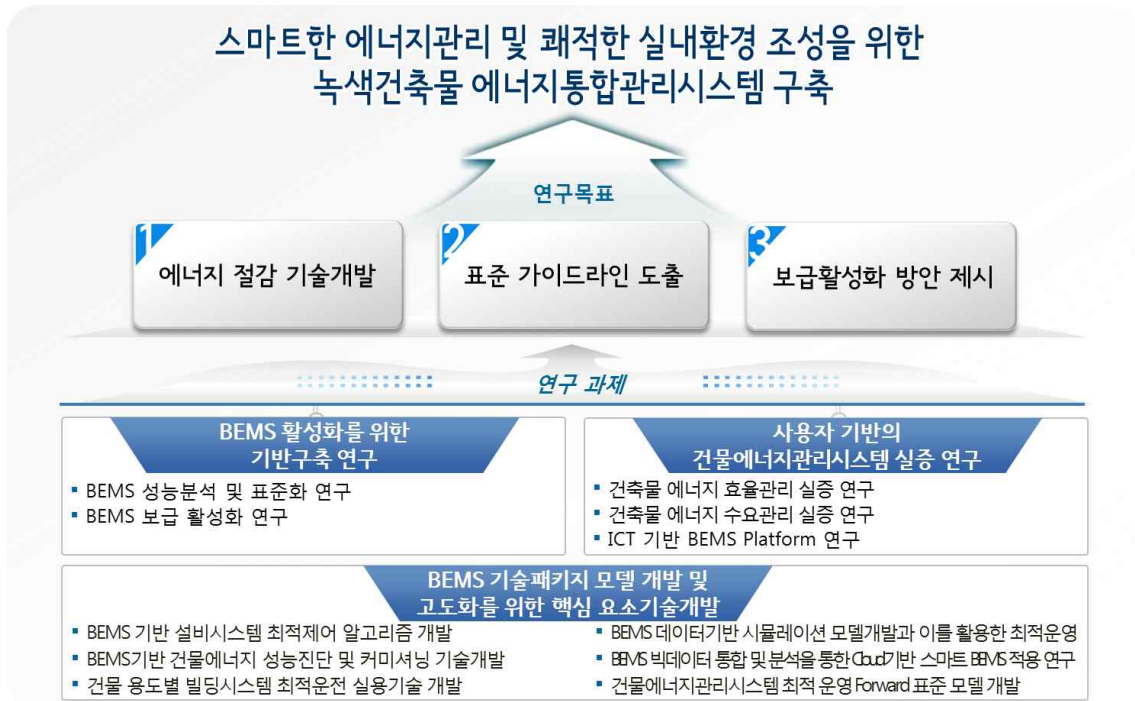 스마트한 에너지관리 및 쾌적한 실내환경 조성을 위한
녹색건축물 에너지통합관리시스템 구축
연구목표
1
에너지 절감 기술개발
2
표준 가이드라인 도출
3
보급활성화 방안 제시
연구 과제
BEMS 활성화를 위한
기반구축 연구
▪ BEMS 성능분석 및 표준화 연구
▪ BEMS 보급 활성화 연구
사용자 기반의
건물에너지관리시스템 실증 연구
▪ 건축물 에너지 효율관리 실증 연구
▪ 건축물 에너지 수요관리 실증 연구
▪ ICT 기반 BEMS Platform 연구
BEMS 기술패키지 모델 개발 및
고도화를 위한 핵심 요소기술개발
▪ BEMS 기반 설비시스템 최적제어 알고리즘 개발
▪ BEMS기반 건물에너지 성능진단 및 커미셔닝 기술개발
▪ 건물 용도별 빌딩시스템 최적운전 실용기술 개발
▪ BEMS 데이터기반 시뮬레이션 모델개발과 이를 활용한 최적운영
▪ BEMS 빅데이터 통합 및 분석을 통한 Cloud기반 스마트 BEMS 적용 연구
▪ 건물에너지관리시스템 최적 운영 Forward 표준 모델 개발